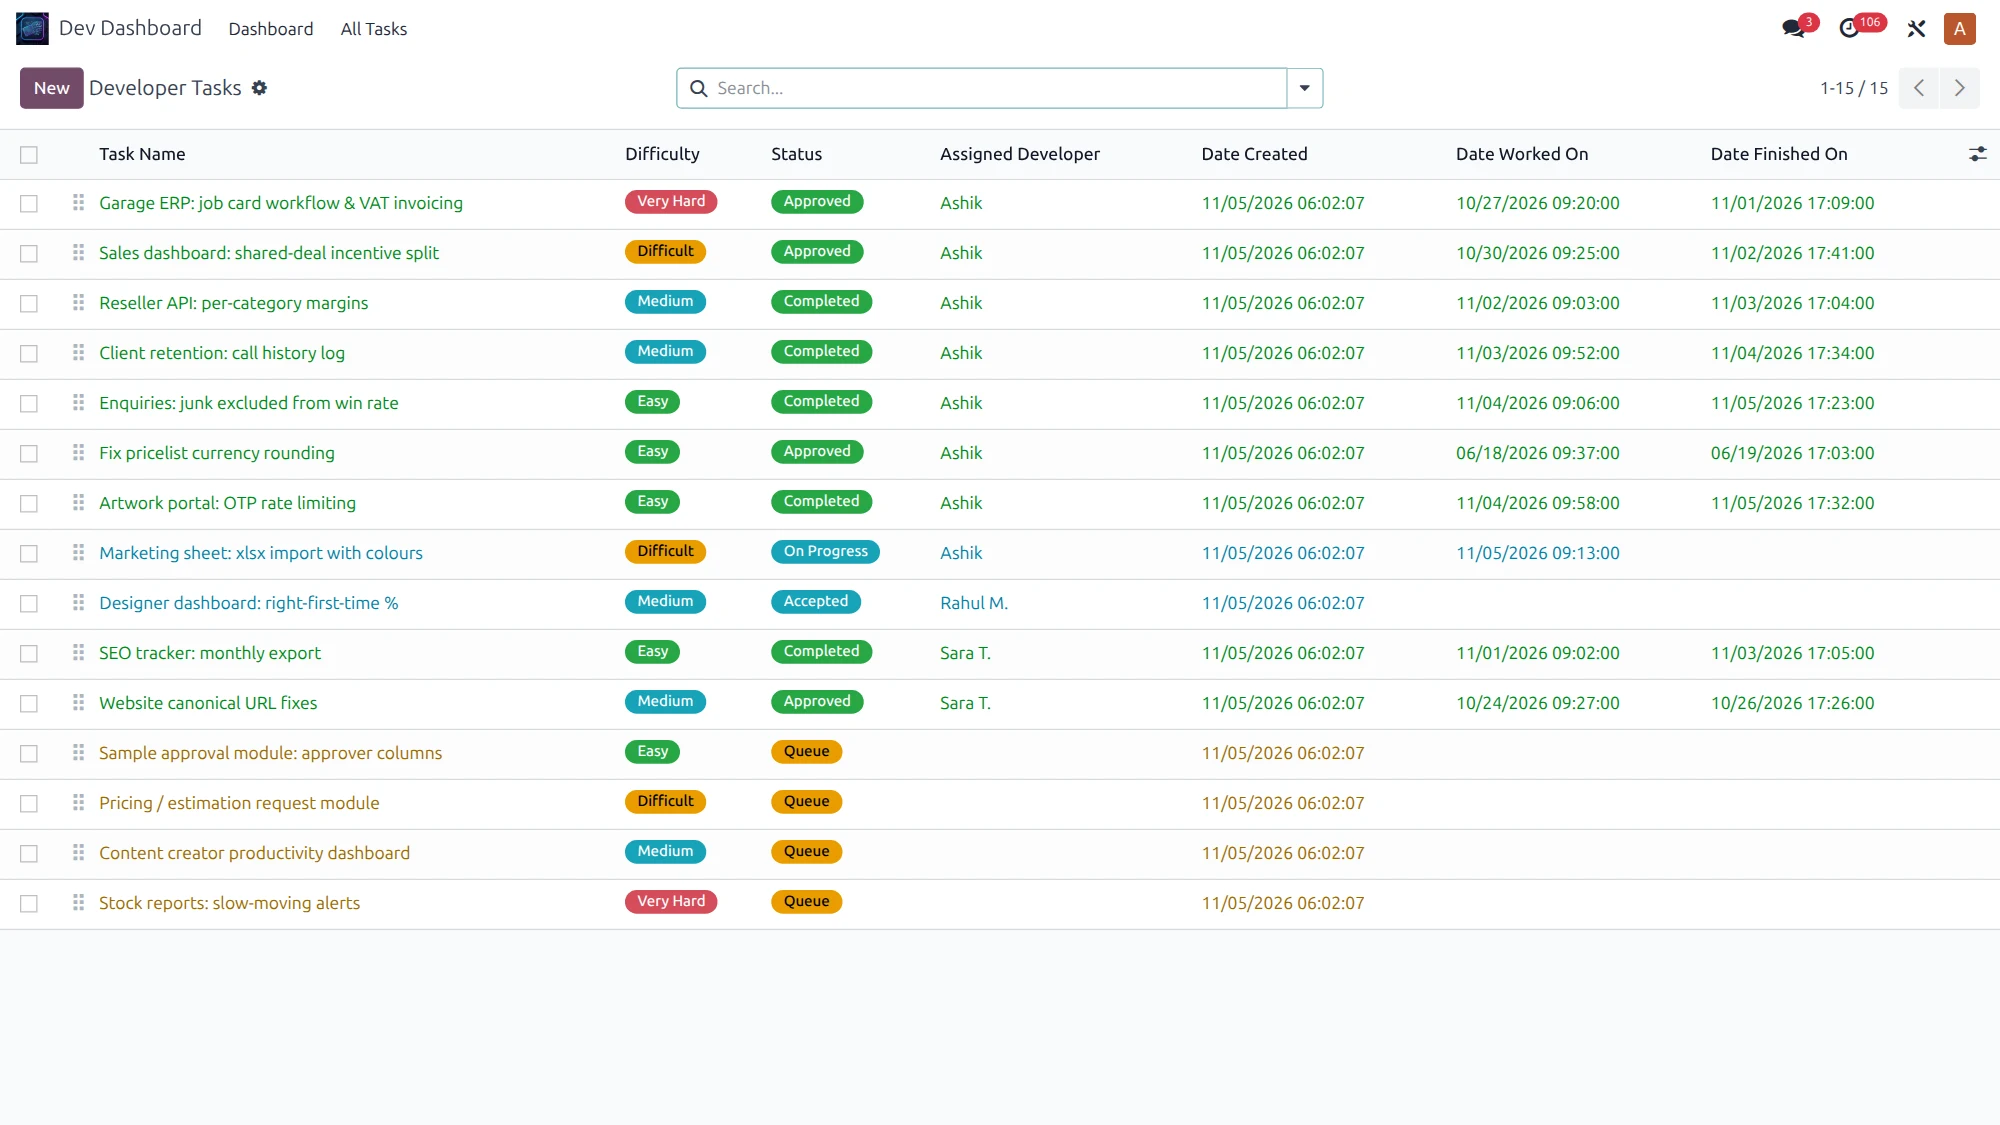 Dev Dashboard Dashboard All Tasks 3 106 A
New Developer Tasks Search... 1-15 / 15
Task Name Difficulty Status Assigned Developer Date Created Date Worked On Date Finished On
Garage ERP: job card workflow & VAT invoicing Very Hard Approved Ashik 11/05/2026 06:02:07 10/27/2026 09:20:00 11/01/2026 17:09:00
Sales dashboard: shared-deal incentive split Difficult Approved Ashik 11/05/2026 06:02:07 10/30/2026 09:25:00 11/02/2026 17:41:00
Reseller API: per-category margins Medium Completed Ashik 11/05/2026 06:02:07 11/02/2026 09:03:00 11/03/2026 17:04:00
Client retention: call history log Medium Completed Ashik 11/05/2026 06:02:07 11/03/2026 09:52:00 11/04/2026 17:34:00
Enquiries: junk excluded from win rate Easy Completed Ashik 11/05/2026 06:02:07 11/04/2026 09:06:00 11/05/2026 17:23:00
Fix pricelist currency rounding Easy Approved Ashik 11/05/2026 06:02:07 06/18/2026 09:37:00 06/19/2026 17:03:00
Artwork portal: OTP rate limiting Easy Completed Ashik 11/05/2026 06:02:07 11/04/2026 09:58:00 11/05/2026 17:32:00
Marketing sheet: xlsx import with colours Difficult On Progress Ashik 11/05/2026 06:02:07 11/05/2026 09:13:00
Designer dashboard: right-first-time % Medium Accepted Rahul M. 11/05/2026 06:02:07
SEO tracker: monthly export Easy Completed Sara T. 11/05/2026 06:02:07 11/01/2026 09:02:00 11/03/2026 17:05:00
Website canonical URL fixes Medium Approved Sara T. 11/05/2026 06:02:07 10/24/2026 09:27:00 10/26/2026 17:26:00
Sample approval module: approver columns Easy Queue 11/05/2026 06:02:07
Pricing / estimation request module Difficult Queue 11/05/2026 06:02:07
Content creator productivity dashboard Medium Queue 11/05/2026 06:02:07
Stock reports: slow-moving alerts Very Hard Queue 11/05/2026 06:02:07